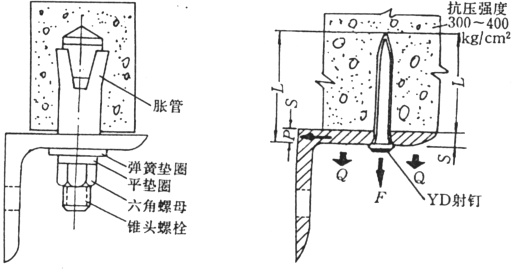 胀管
弹簧垫圈
平垫圈
六角螺母
锥头螺栓
抗压强度
300～400
kg/cm²
L
S
P
L
S
Q
F
Q
YD射钉